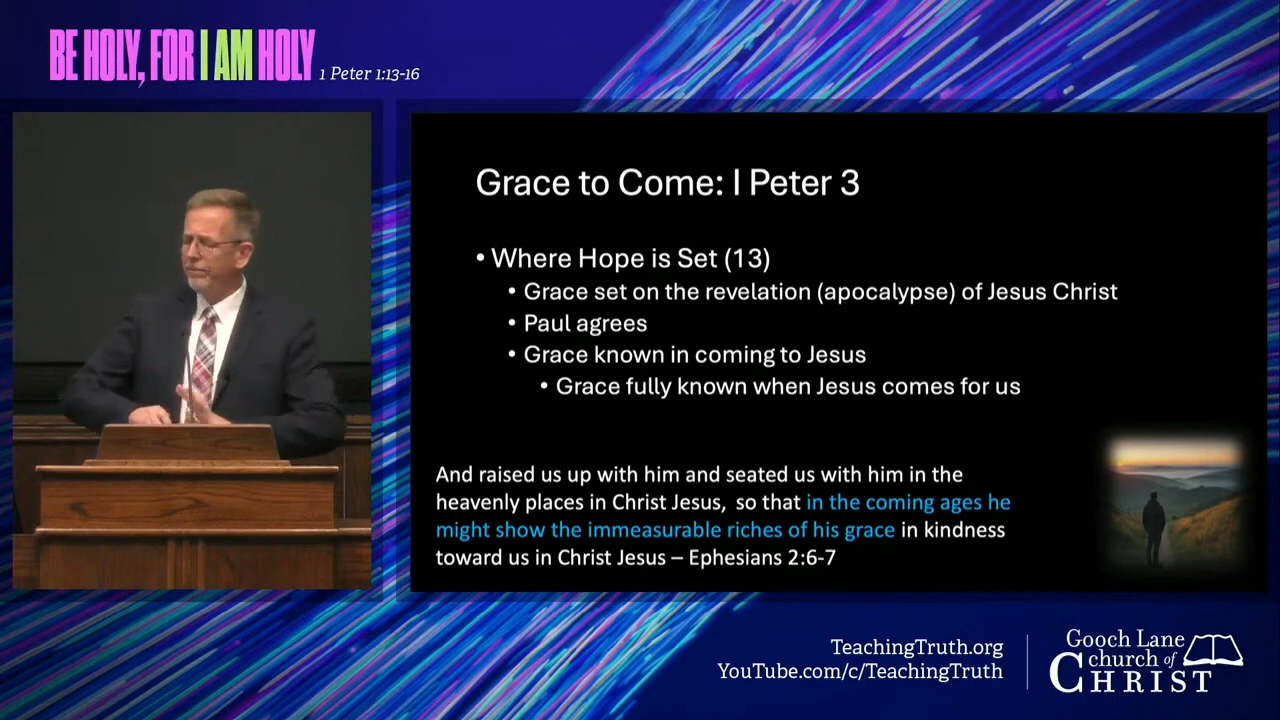 BE HOLY, FOR I AM HOLY 1 Peter 1:13-16
Grace to Come: I Peter 3
• Where Hope is Set (13)
• Grace set on the revelation (apocalypse) of Jesus Christ
• Paul agrees
• Grace known in coming to Jesus
• Grace fully known when Jesus comes for us
And raised us up with him and seated us with him in the
heavenly places in Christ Jesus, so that in the coming ages he
might show the immeasurable riches of his grace in kindness
toward us in Christ Jesus – Ephesians 2:6-7
TeachingTruth.org
YouTube.com/c/TeachingTruth
Gooch Lane
church of
CHRIST